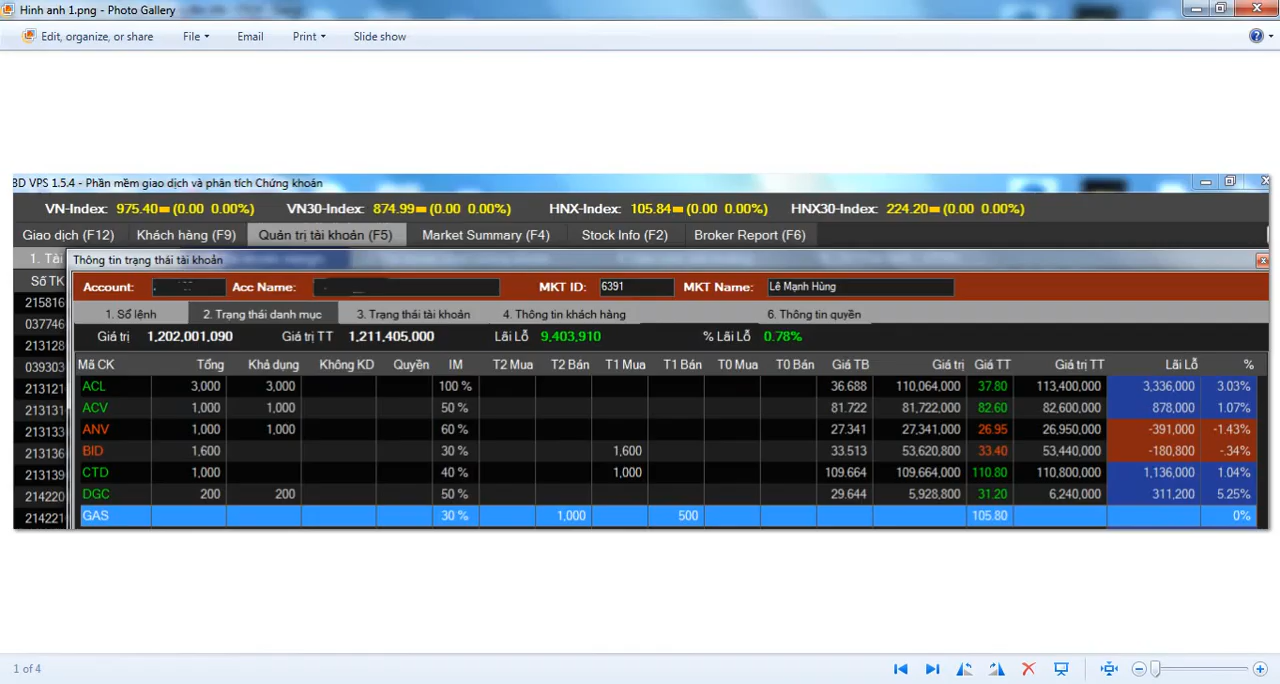 Hinh anh 1.png - Photo Gallery
Edit, organize, or share File Email Print Slide show
BD VPS 1.5.4 - Phần mềm giao dịch và phân tích Chứng khoán
VN-Index: 975.40 (0.00 0.00%) VN30-Index: 874.99 (0.00 0.00%) HNX-Index: 105.84 (0.00 0.00%) HNX30-Index: 224.20 (0.00 0.00%)
Giao dịch (F12) Khách hàng (F9) Quản trị tài khoản (F5) Market Summary (F4) Stock Info (F2) Broker Report (F6)
1. Tài Thông tin trạng thái tài khoản
Số TK Account: Acc Name: MKT ID: 6391 MKT Name: Lê Mạnh Hùng
215816 1. Sổ lệnh 2. Trạng thái danh mục 3. Trạng thái tài khoản 4. Thông tin khách hàng 6. Thông tin quyền
037746
213128 Giá trị 1,202,001,090 Giá trị TT 1,211,405,000 Lãi Lỗ 9,403,910 % Lãi Lỗ 0.78%
039303 Mã CK Tổng Khả dụng Không KD Quyền IM T2 Mua T2 Bán T1 Mua T1 Bán T0 Mua T0 Bán Giá TB Giá trị Giá TT Giá trị TT Lãi Lỗ %
213121 ACL 3,000 3,000 100 % 36.688 110,064,000 37.80 113,400,000 3,336,000 3.03%
213131 ACV 1,000 1,000 50 % 81.722 81,722,000 82.60 82,600,000 878,000 1.07%
213133 ANV 1,000 1,000 60 % 27.341 27,341,000 26.95 26,950,000 -391,000 -1.43%
213136 BID 1,600 30 % 1,600 33.513 53,620,800 33.40 53,440,000 -180,800 -.34%
213139 CTD 1,000 40 % 1,000 109.664 109,664,000 110.80 110,800,000 1,136,000 1.04%
214220 DGC 200 200 50 % 29.644 5,928,800 31.20 6,240,000 311,200 5.25%
214221 GAS 30 % 1,000 500 105.80 0%
1 of 4